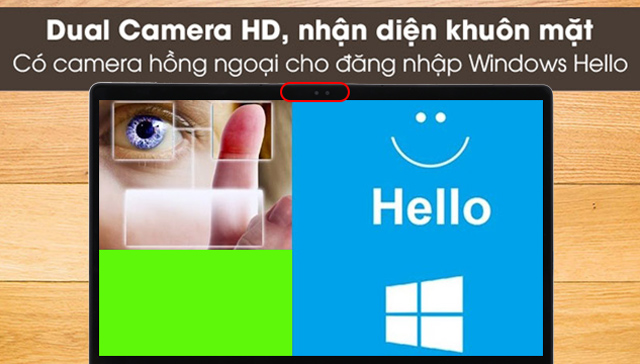 Dual Camera HD, nhận diện khuôn mặt
Có camera hồng ngoại cho đăng nhập Windows Hello
Hello